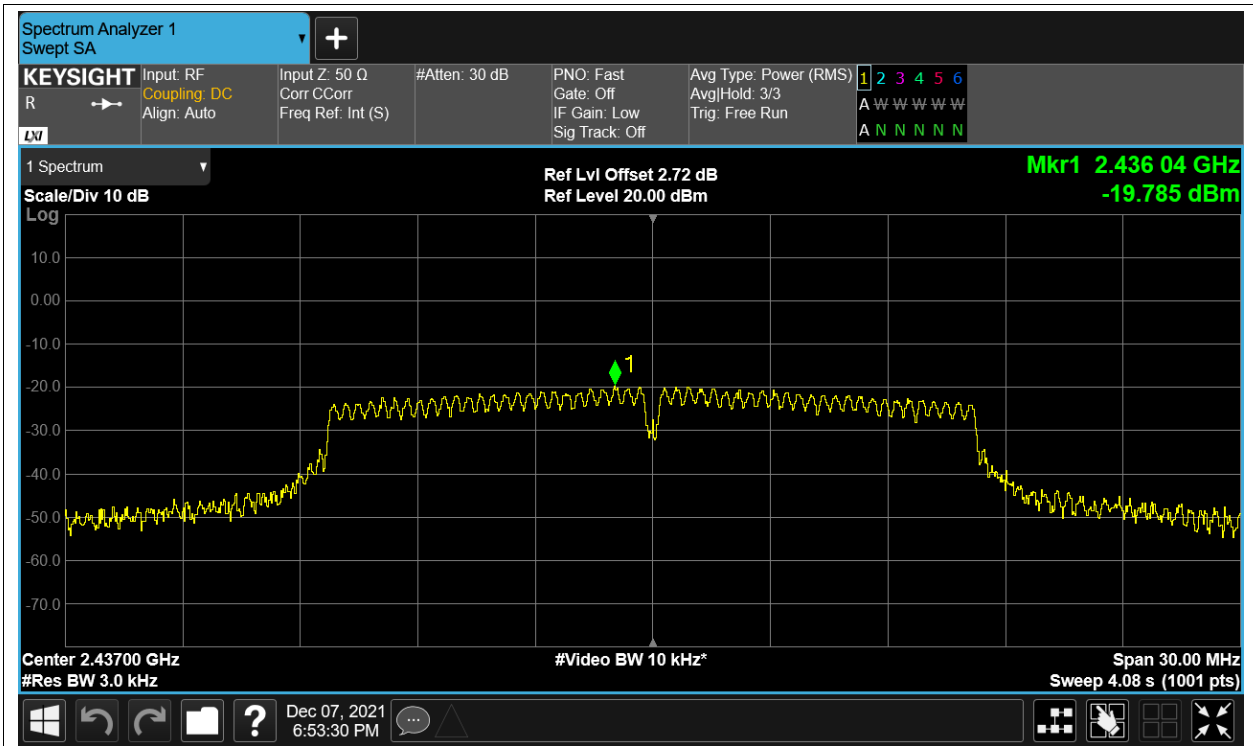 Spectrum Analyzer 1
Swept SA
KEYSIGHT
R
LXI
Input: RF
Coupling: DC
Align: Auto
Input Z: 50 Ω
Corr CCorr
Freq Ref: Int (S)
#Atten: 30 dB
PNO: Fast
Gate: Off
IF Gain: Low
Sig Track: Off
Avg Type: Power (RMS)
Avg|Hold: 3/3
Trig: Free Run
1 2 3 4 5 6
A W W W W W
A N N N N N
1 Spectrum
Scale/Div 10 dB
Log
Ref Lvl Offset 2.72 dB
Ref Level 20.00 dBm
Mkr1 2.436 04 GHz
-19.785 dBm
10.0
0.00
-10.0
1
-20.0
-30.0
-40.0
-50.0
-60.0
-70.0
Center 2.43700 GHz
#Res BW 3.0 kHz
#Video BW 10 kHz*
Span 30.00 MHz
Sweep 4.08 s (1001 pts)
?
Dec 07, 2021
6:53:30 PM